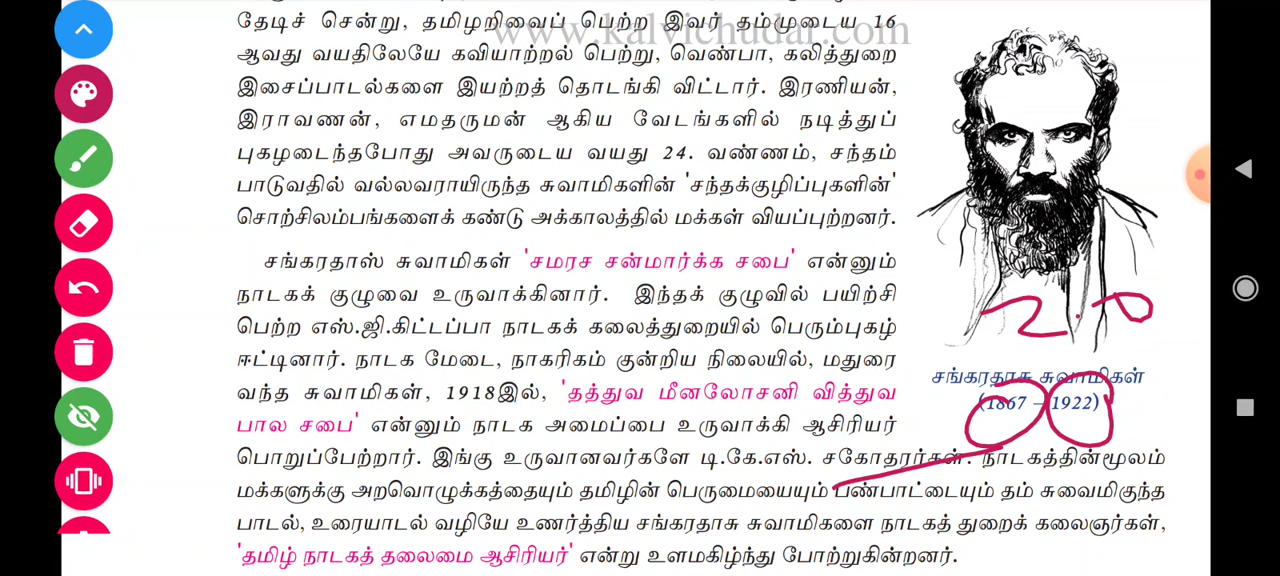 தேடிச் சென்று, தமிழறிவைப் பெற்ற இவர் தம்முடைய 16
www.kalvichudar.com
ஆவது வயதிலேயே கவியாற்றல் பெற்று, வெண்பா, கலித்துறை
இசைப்பாடல்களை இயற்றத் தொடங்கி விட்டார். இரணியன்,
இராவணன், எமதருமன் ஆகிய வேடங்களில் நடித்துப்
புகழடைந்தபோது அவருடைய வயது 24. வண்ணம், சந்தம்
பாடுவதில் வல்லவராயிருந்த சுவாமிகளின் 'சந்தக்குழிப்புகளின்'
சொற்சிலம்பங்களைக் கண்டு அக்காலத்தில் மக்கள் வியப்புற்றனர்.
சங்கரதாஸ் சுவாமிகள் 'சமரச சன்மார்க்க சபை' என்னும்
நாடகக் குழுவை உருவாக்கினார். இந்தக் குழுவில் பயிற்சி
பெற்ற எஸ்.ஜி.கிட்டப்பா நாடகக் கலைத்துறையில் பெரும்புகழ்
ஈட்டினார். நாடக மேடை, நாகரிகம் குன்றிய நிலையில், மதுரை
வந்த சுவாமிகள், 1918இல், 'தத்துவ மீனலோசனி வித்துவ
பால சபை' என்னும் நாடக அமைப்பை உருவாக்கி ஆசிரியர்
சங்கரதாசு சுவாமிகள்
(1867 – 1922)
பொறுப்பேற்றார். இங்கு உருவானவர்களே டி.கே.எஸ். சகோதரர்கள். நாடகத்தின்மூலம்
மக்களுக்கு அறவொழுக்கத்தையும் தமிழின் பெருமையையும் பண்பாட்டையும் தம் சுவைமிகுந்த
பாடல், உரையாடல் வழியே உணர்த்திய சங்கரதாசு சுவாமிகளை நாடகத் துறைக் கலைஞர்கள்,
'தமிழ் நாடகத் தலைமை ஆசிரியர்' என்று உளமகிழ்ந்து போற்றுகின்றனர்.